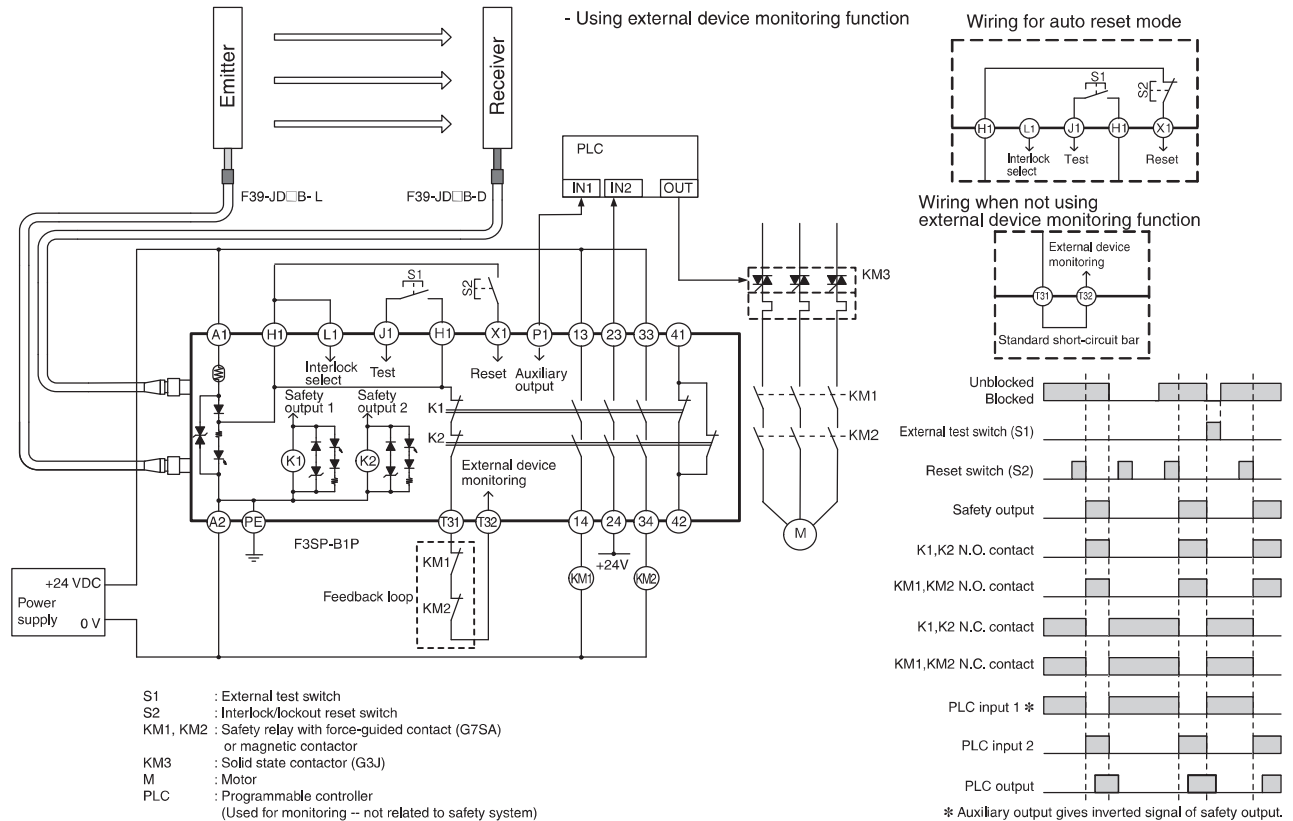 - Using external device monitoring function
Emitter
Receiver
F39-JD□B- L
F39-JD□B-D
PLC
IN1
IN2
OUT
KM3
S1
S2
A1
H1
L1
J1
H1
X1
P1
13
23
33
41
Interlock
select
Test
Reset
Auxiliary
output
Safety
output 1
Safety
output 2
K1
K2
K1
K2
External device
monitoring
KM1
KM2
M
A2
PE
T31
T32
14
24
34
42
F3SP-B1P
+24V
KM1
KM2
Feedback loop
KM1
KM2
+24 VDC
Power
supply
0 V
S1 : External test switch
S2 : Interlock/lockout reset switch
KM1, KM2 : Safety relay with force-guided contact (G7SA)
or magnetic contactor
KM3 : Solid state contactor (G3J)
M : Motor
PLC : Programmable controller
(Used for monitoring -- not related to safety system)
Wiring for auto reset mode
S1
S2
H1
L1
J1
H1
X1
Interlock
select
Test
Reset
Wiring when not using
external device monitoring function
External device
monitoring
T31
T32
Standard short-circuit bar
Unblocked
Blocked
External test switch (S1)
Reset switch (S2)
Safety output
K1,K2 N.O. contact
KM1,KM2 N.O. contact
K1,K2 N.C. contact
KM1,KM2 N.C. contact
PLC input 1 ✻
PLC input 2
PLC output
✻ Auxiliary output gives inverted signal of safety output.